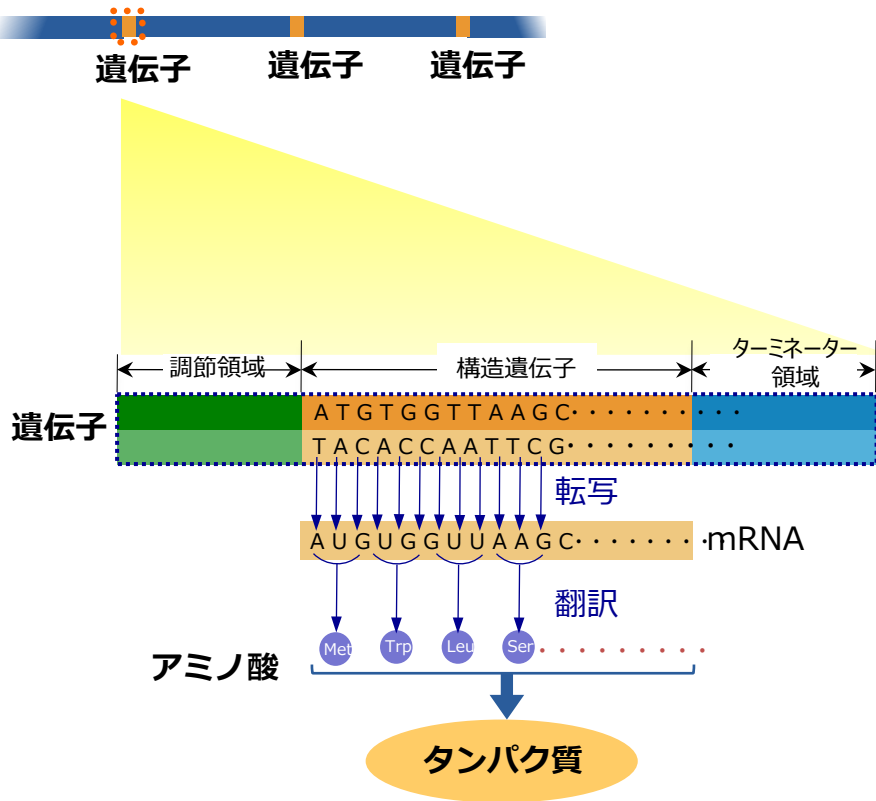 遺伝子 遺伝子 遺伝子
調節領域 構造遺伝子 ターミネーター
領域
遺伝子
ATGTGGTTAAGC・・・・・・・・・・
TACACCAATTCG・・・・・・・・・・
転写
AUGUGGUUAAGC・・・・・・・・mRNA
翻訳
アミノ酸 Met Trp Leu Ser・・・・・・・・・
タンパク質